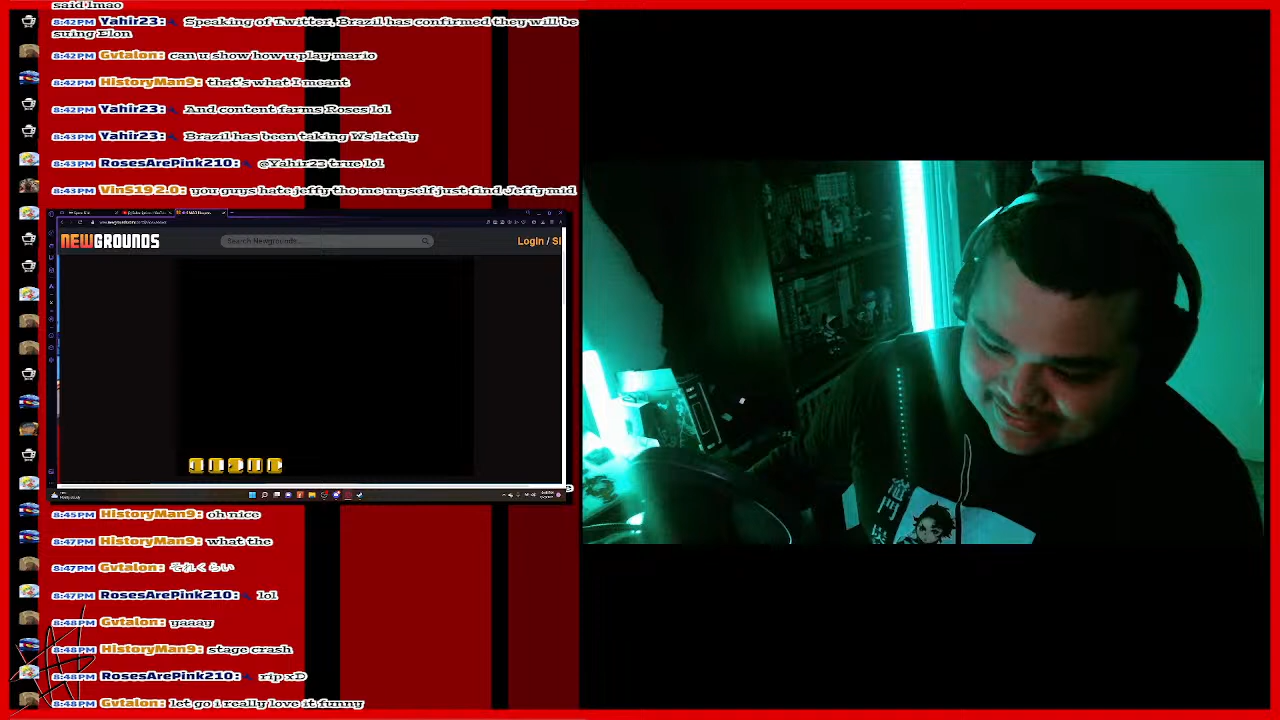 said lmao
8:42PM Yahir23: Speaking of Twitter, Brazil has confirmed they will be
suing Elon
8:42PM Gvtalon: can u show how u play mario
8:42PM HistoryMan9: that's what I meant
8:42PM Yahir23: And content farms Roses lol
8:43PM Yahir23: Brazil has been taking Ws lately
8:43PM RosesArePink210: @Yahir23 true lol
8:43PM VinS19 2.0: you guys hate jeffy tho me myself just find Jeffy mid
NEWGROUNDS
Search Newgrounds...
Login / Si
8:45PM HistoryMan9: oh nice
8:47PM HistoryMan9: what the
8:47PM Gvtalon: それくらい
8:47PM RosesArePink210: lol
8:48PM Gvtalon: yaaay
8:48PM HistoryMan9: stage crash
8:48PM RosesArePink210: rip xD
8:48PM Gvtalon: let go i really love it funny